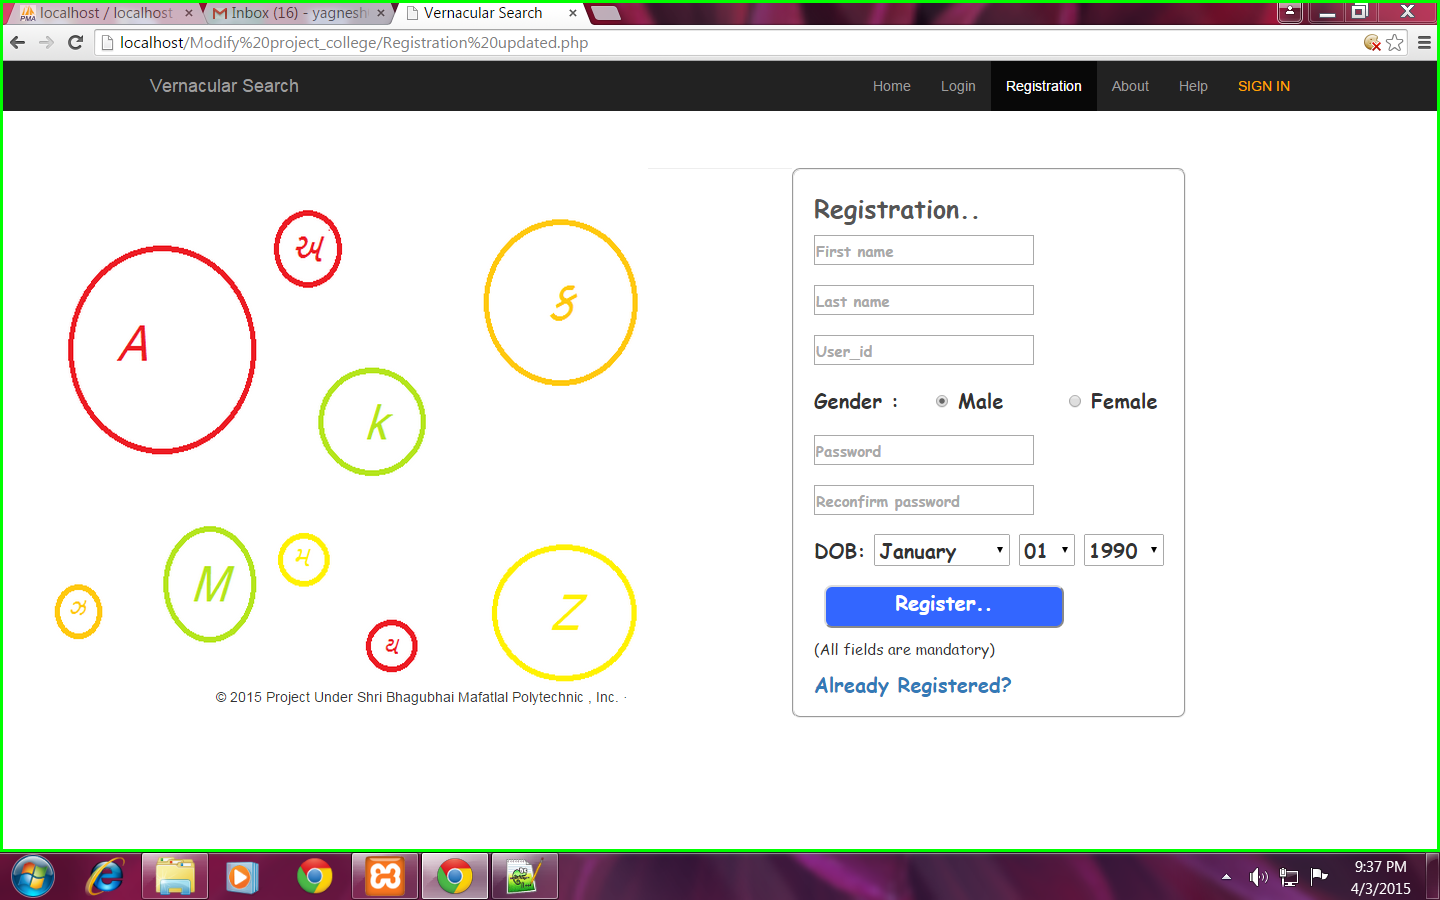 localhost / localhost
Inbox (16) - yagnesh
Vernacular Search
localhost/Modify%20project_college/Registration%20updated.php
Vernacular Search
Home
Login
Registration
About
Help
SIGN IN
અ
A
ક
k
M
મ
ઝ
Z
ય
© 2015 Project Under Shri Bhagubhai Mafatlal Polytechnic , Inc. ·
Registration..
First name
Last name
User_id
Gender : Male Female
Password
Reconfirm password
DOB: January 01 1990
Register..
(All fields are mandatory)
Already Registered?
9:37 PM
4/3/2015